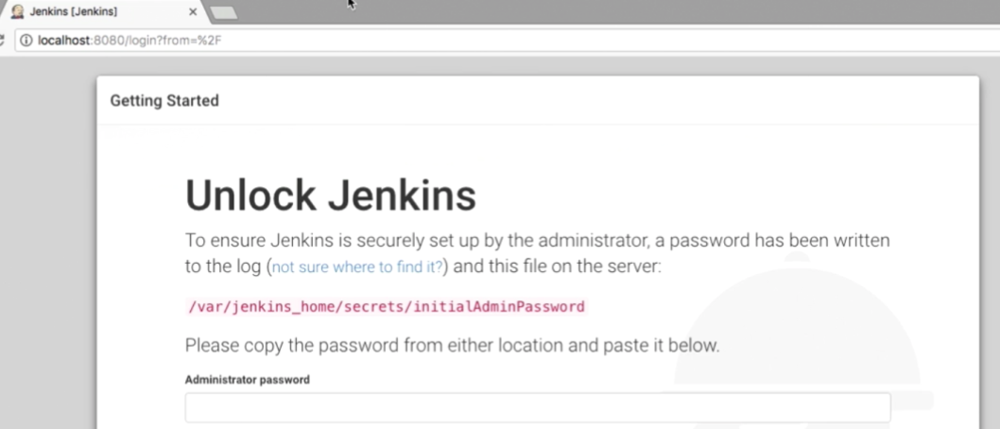 Jenkins [Jenkins]
localhost:8080/login?from=%2F
Getting Started
Unlock Jenkins
To ensure Jenkins is securely set up by the administrator, a password has been written
to the log (not sure where to find it?) and this file on the server:
/var/jenkins_home/secrets/initialAdminPassword
Please copy the password from either location and paste it below.
Administrator password